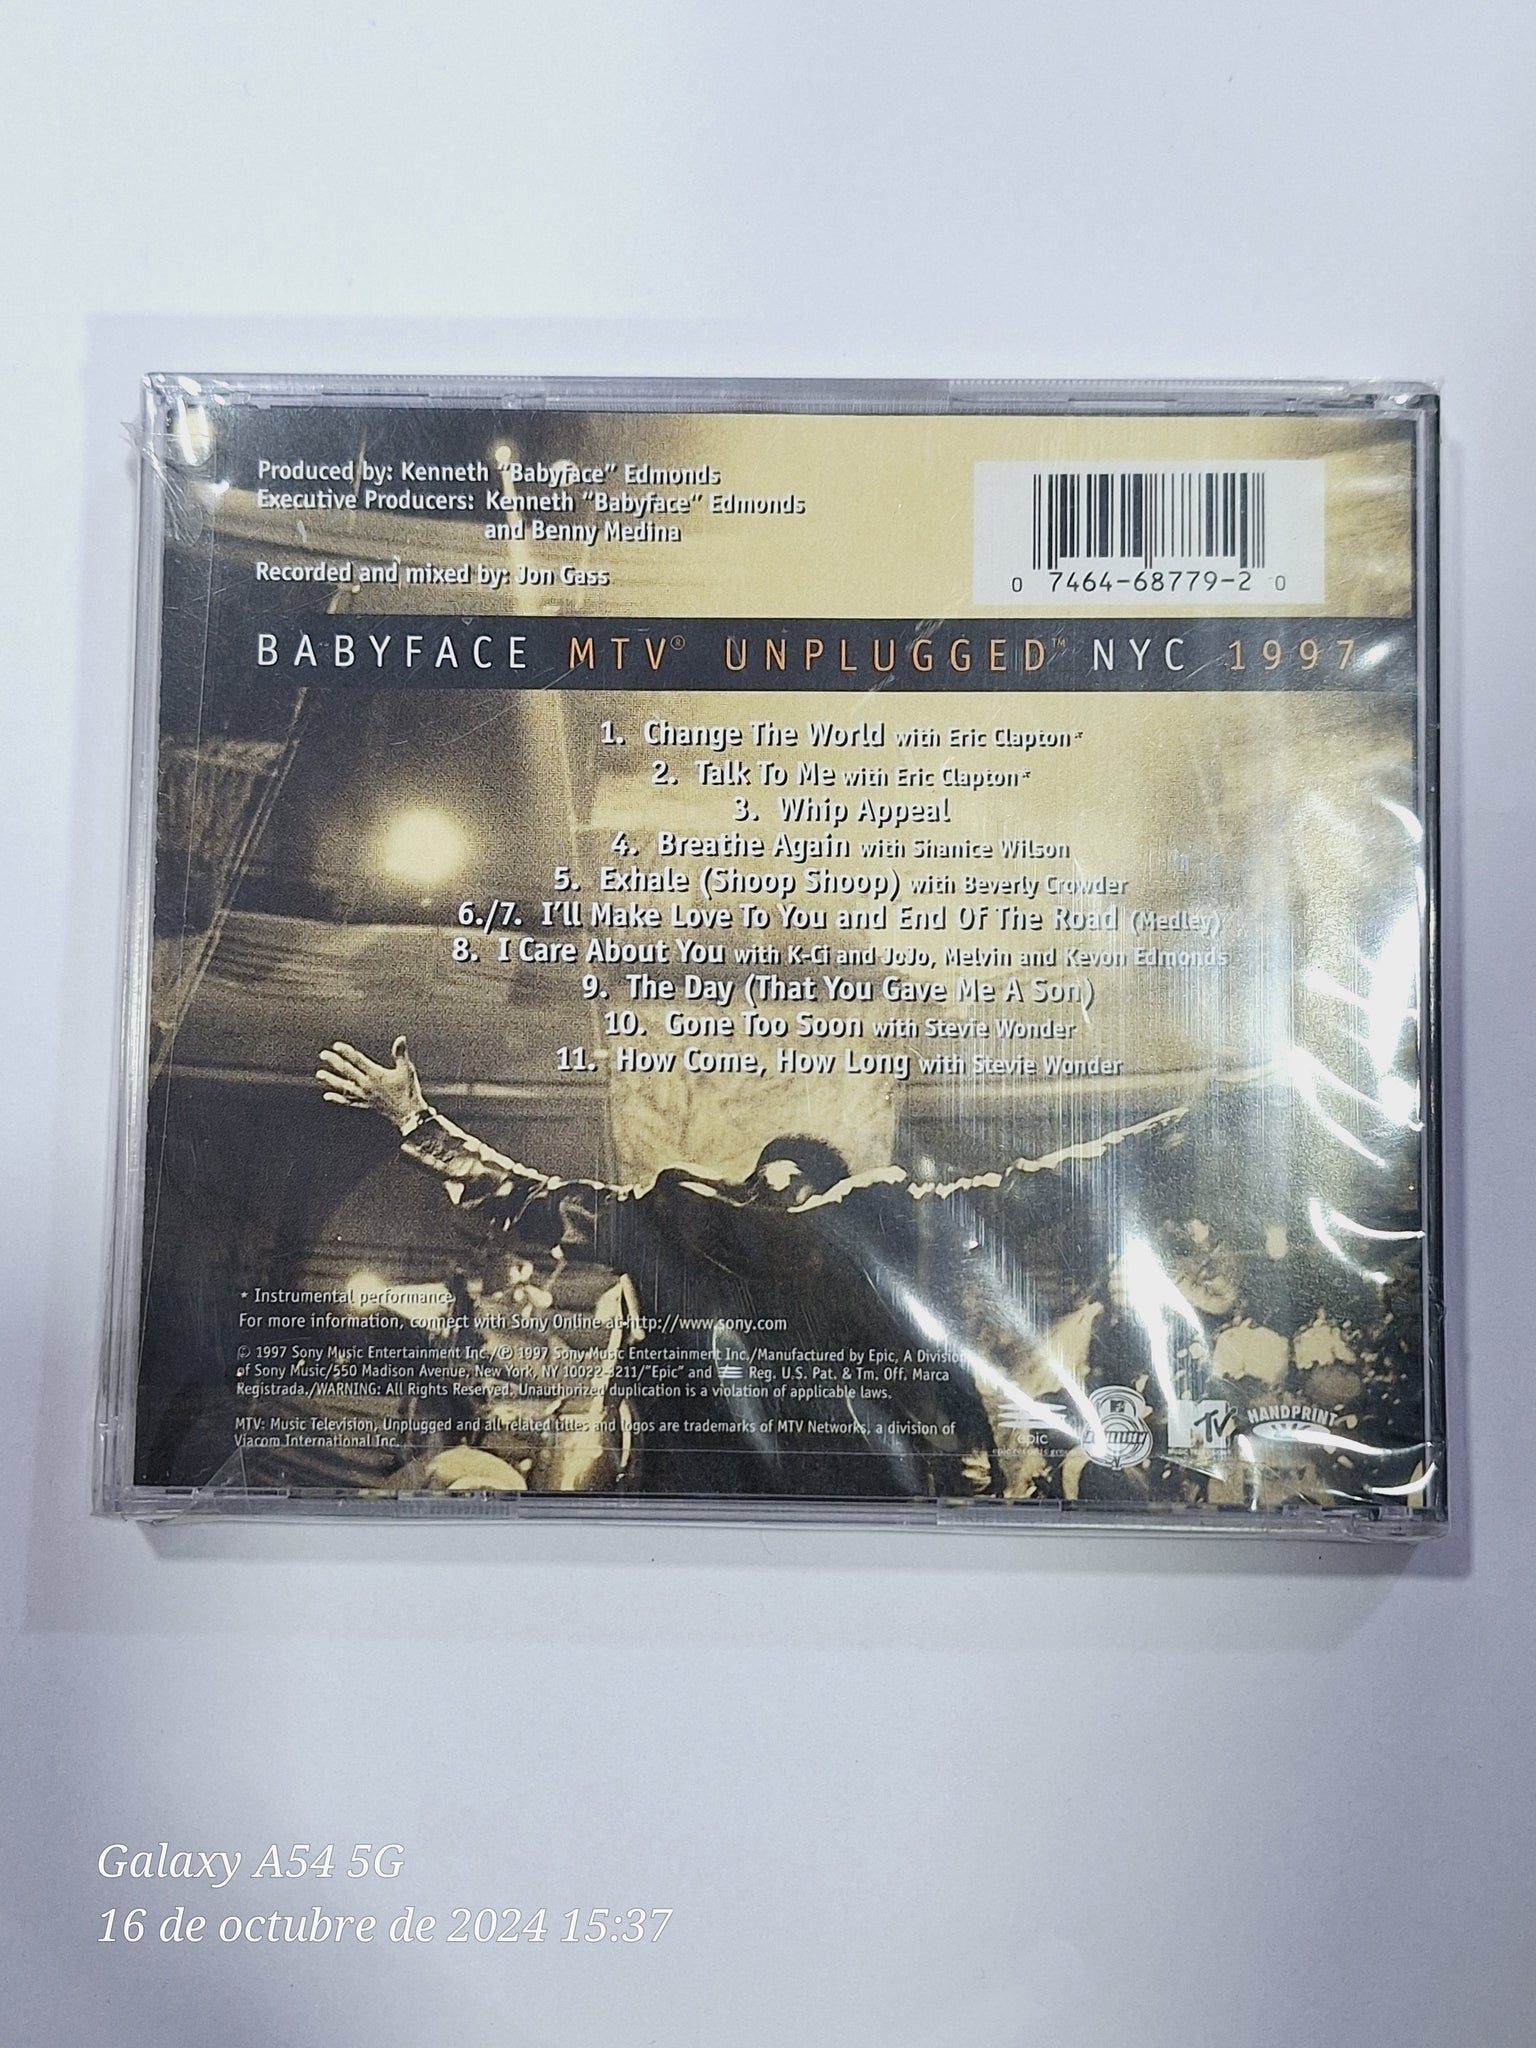 Produced by: Kenneth "Babyface" Edmonds
Executive Producers: Kenneth "Babyface" Edmonds
and Benny Medina
Recorded and mixed by: Jon Gass
0 7464-68779-2 0
BABYFACE MTV® UNPLUGGED™ NYC 1997
1. Change The World with Eric Clapton*
2. Talk To Me with Eric Clapton*
3. Whip Appeal
4. Breathe Again with Shanice Wilson
5. Exhale (Shoop Shoop) with Beverly Crowder
6./7. I'll Make Love To You and End Of The Road (Medley)
8. I Care About You with K-Ci and JoJo, Melvin and Kevon Edmonds
9. The Day (That You Gave Me A Son)
10. Gone Too Soon with Stevie Wonder
11. How Come, How Long with Stevie Wonder
* Instrumental performance
For more information, connect with Sony Online at http://www.sony.com
© 1997 Sony Music Entertainment Inc./℗ 1997 Sony Music Entertainment Inc./Manufactured by Epic, A Division
of Sony Music/550 Madison Avenue, New York, NY 10022-3211/"Epic" and Reg. U.S. Pat. & Tm. Off. Marca
Registrada./WARNING: All Rights Reserved. Unauthorized duplication is a violation of applicable laws.
MTV: Music Television, Unplugged and all related titles and logos are trademarks of MTV Networks, a division of
Viacom International Inc.
epic
epic records group
MTV
MUSIC TELEVISION
HANDPRINT
Galaxy A54 5G
16 de octubre de 2024 15:37